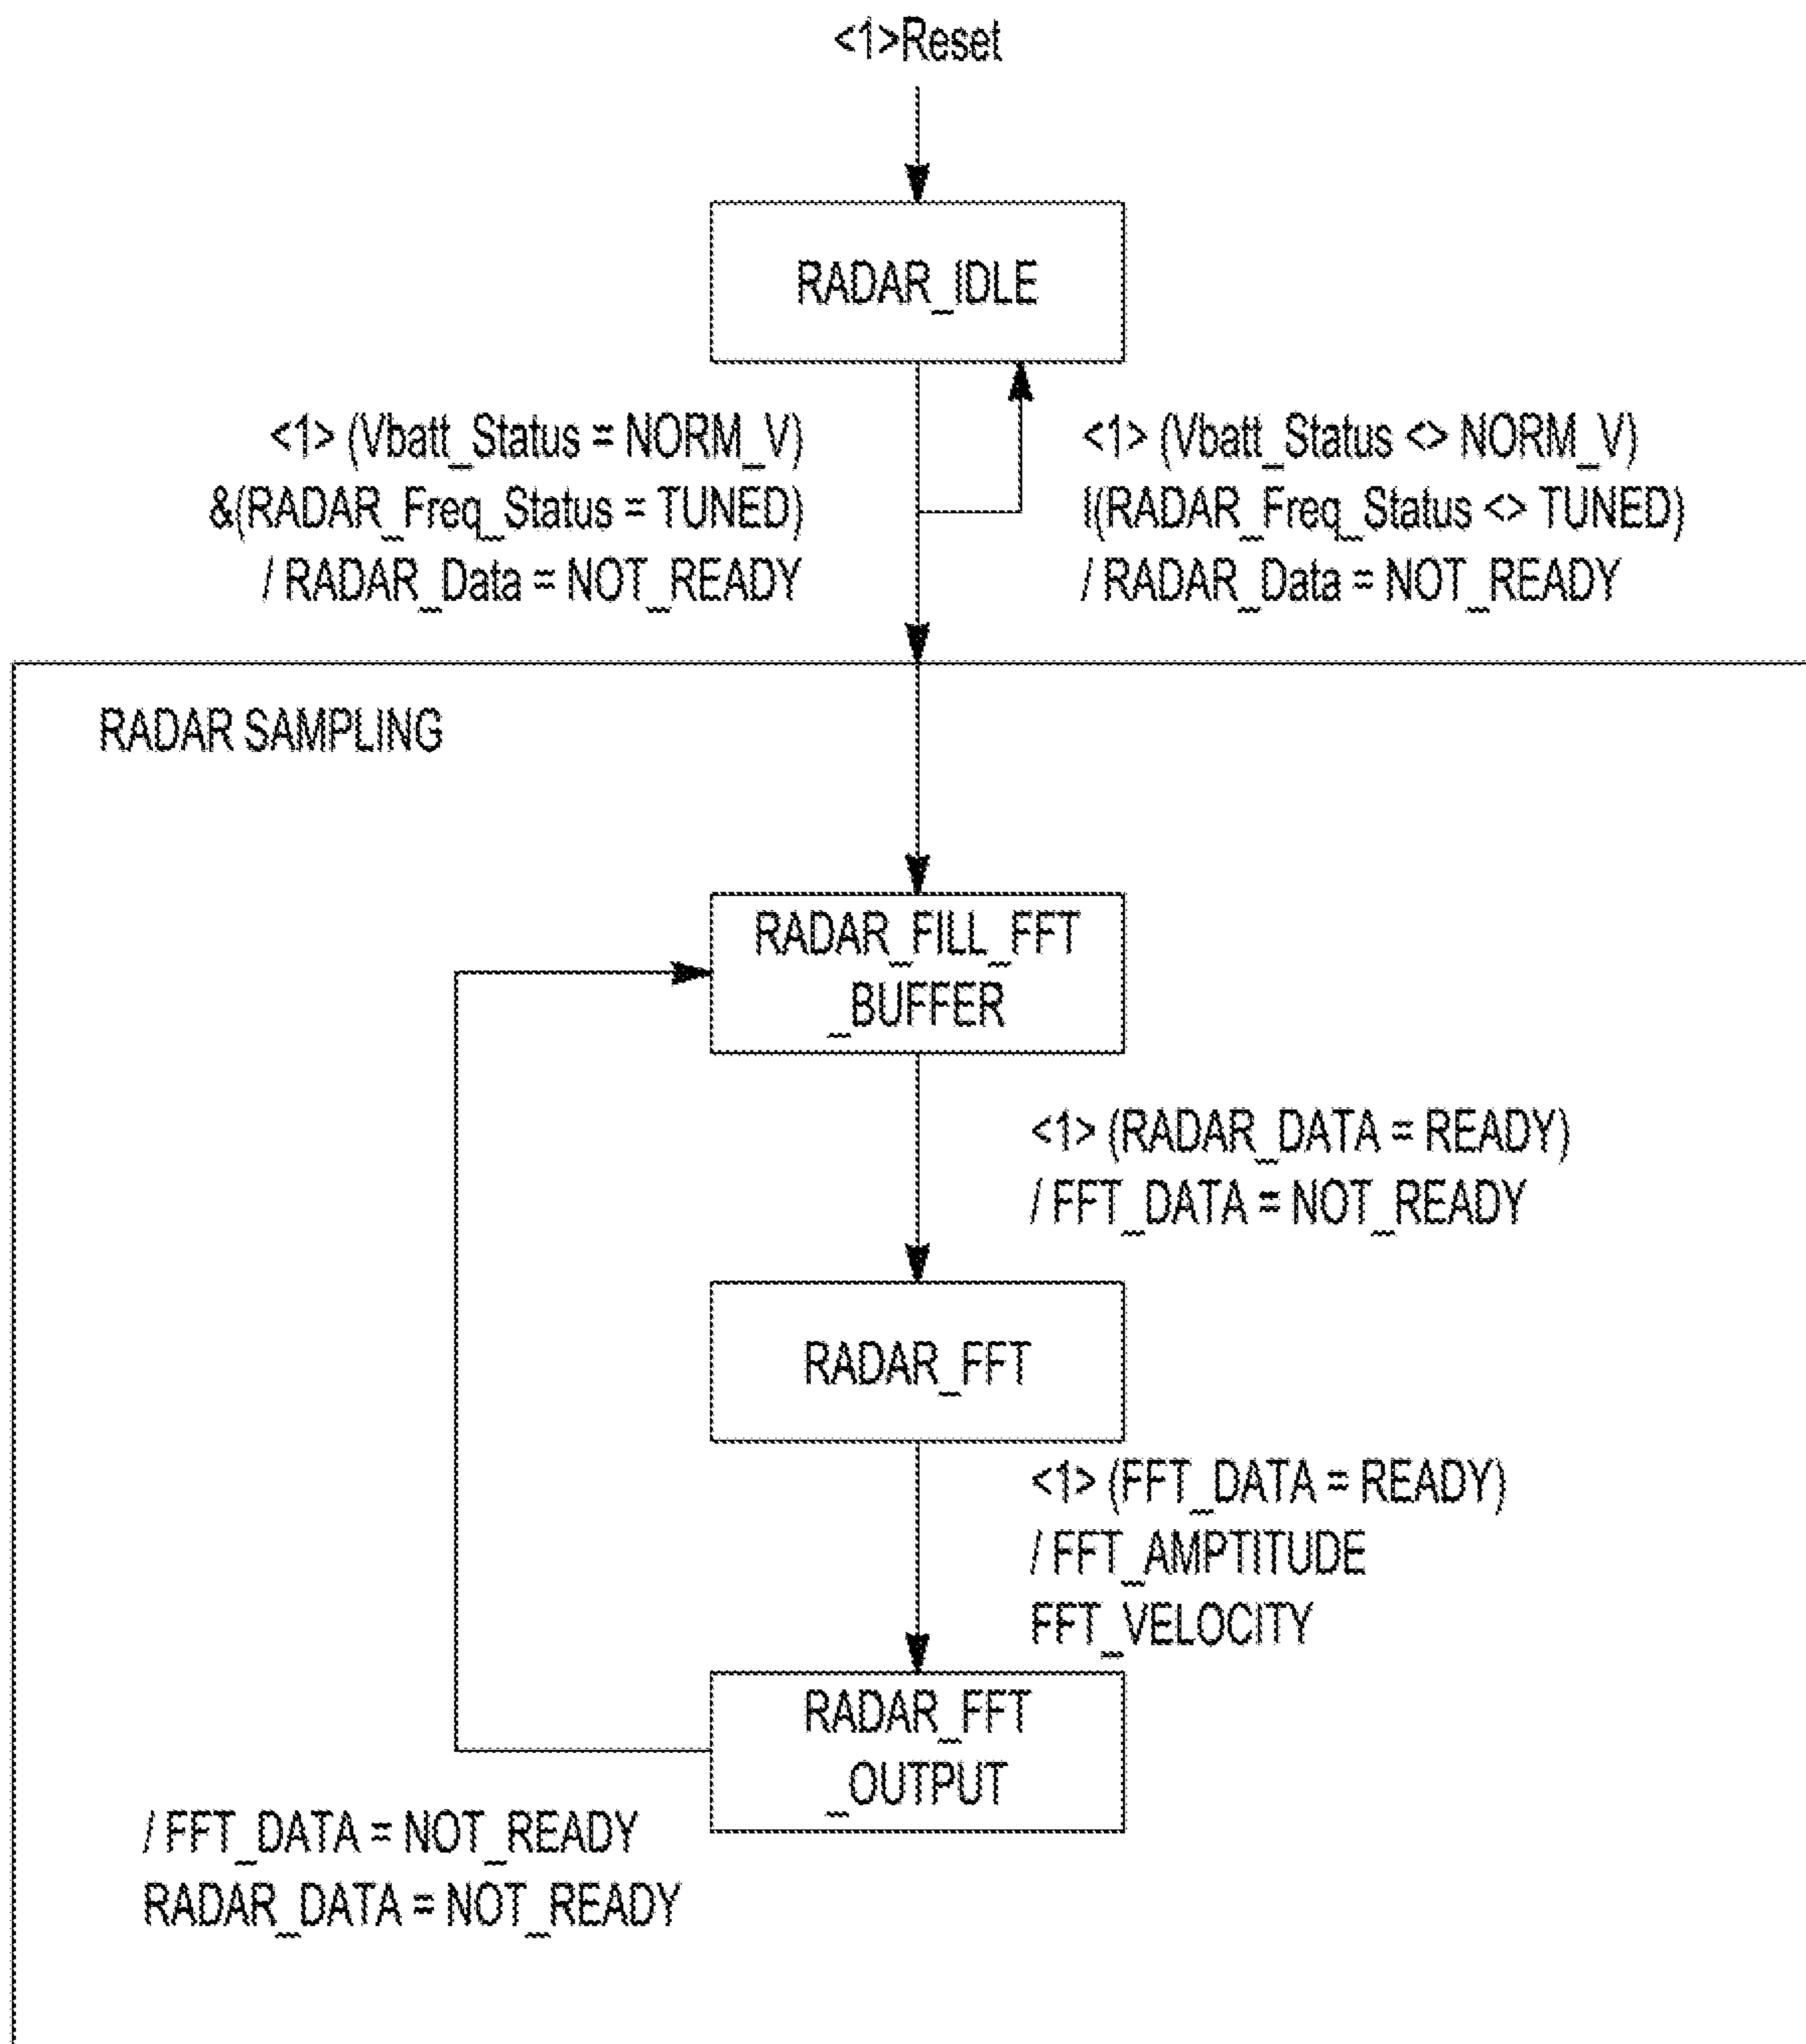 <1>Reset
RADAR_IDLE
<1> (Vbatt_Status = NORM_V)
&(RADAR_Freq_Status = TUNED)
/ RADAR_Data = NOT_READY
<1> (Vbatt_Status <> NORM_V)
|(RADAR_Freq_Status <> TUNED)
/ RADAR_Data = NOT_READY
RADAR SAMPLING
RADAR_FILL_FFT
_BUFFER
<1> (RADAR_DATA = READY)
/ FFT_DATA = NOT_READY
RADAR_FFT
<1> (FFT_DATA = READY)
/ FFT_AMPTITUDE
FFT_VELOCITY
RADAR_FFT
_OUTPUT
/ FFT_DATA = NOT_READY
RADAR_DATA = NOT_READY